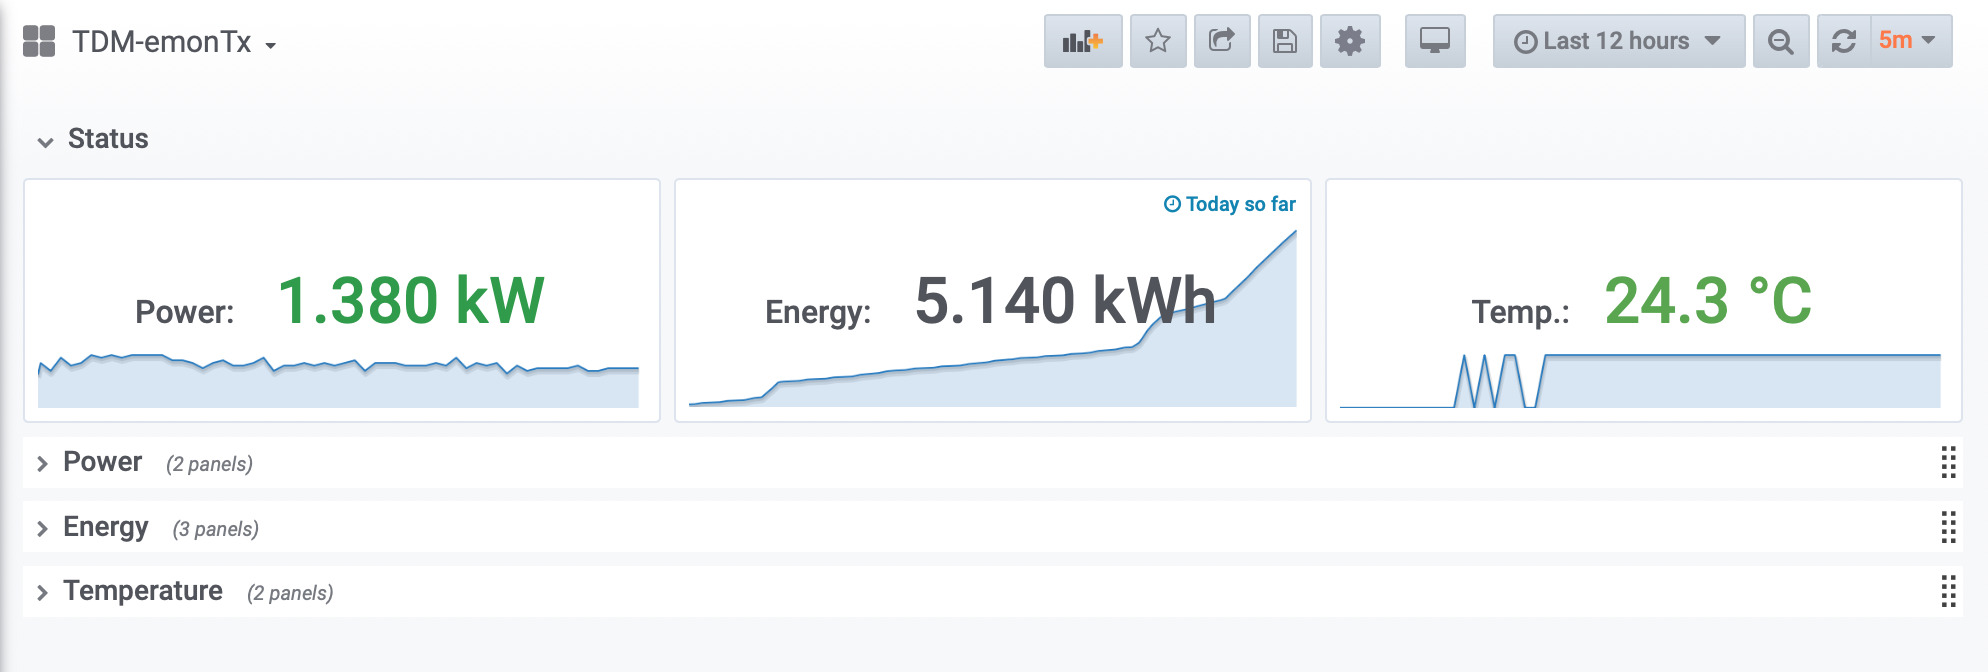 TDM-emonTx
Last 12 hours
5m
Status
Today so far
Power: 1.380 kW
Energy: 5.140 kWh
Temp.: 24.3 °C
Power (2 panels)
Energy (3 panels)
Temperature (2 panels)